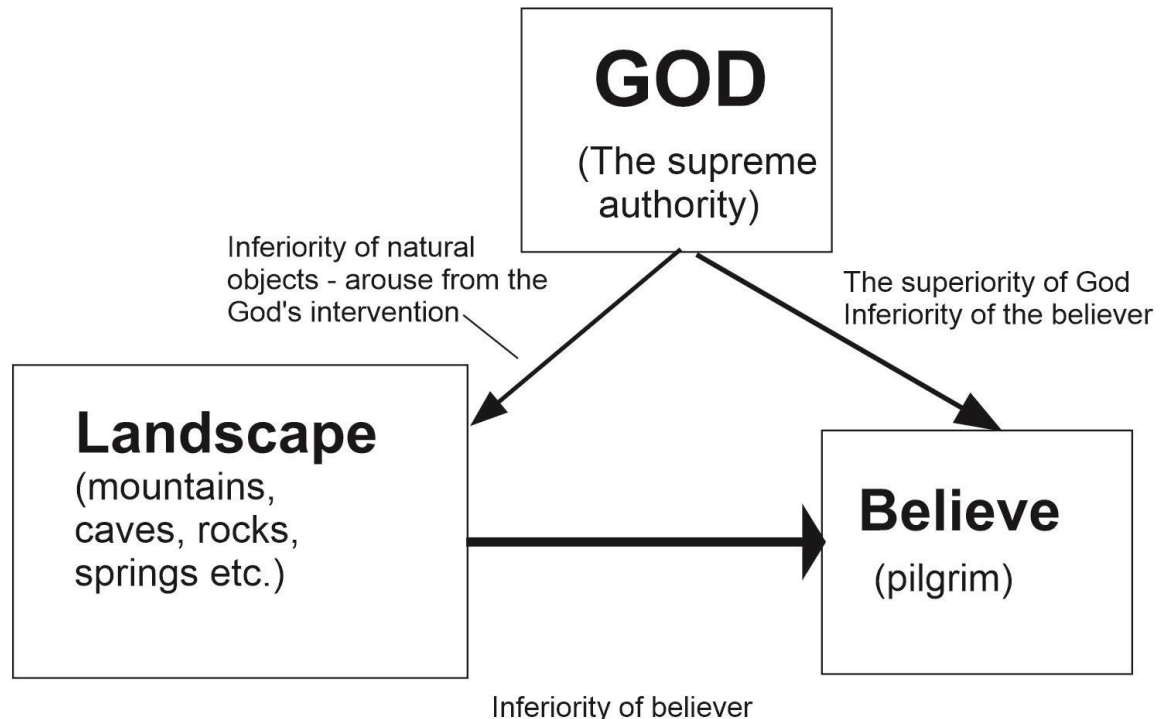 GOD
(The supreme
authority)
Inferiority of natural
objects - arouse from the
God's intervention
The superiority of God
Inferiority of the believer
Landscape
(mountains,
caves, rocks,
springs etc.)
Believe
(pilgrim)
Inferiority of believer